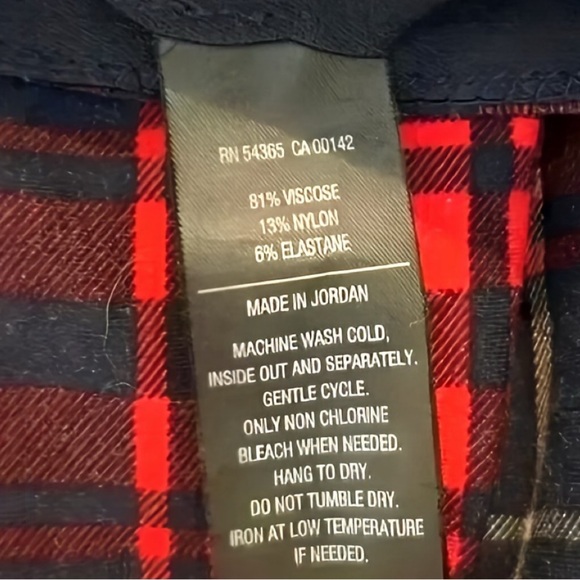 RN 54365 CA 00142
81% VISCOSE
13% NYLON
6% ELASTANE
MADE IN JORDAN
MACHINE WASH COLD,
INSIDE OUT AND SEPARATELY.
GENTLE CYCLE.
ONLY NON CHLORINE
BLEACH WHEN NEEDED.
HANG TO DRY.
DO NOT TUMBLE DRY.
IRON AT LOW TEMPERATURE
IF NEEDED.